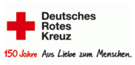 Deutsches
Rotes
Kreuz
150 Jahre Aus Liebe zum Menschen.